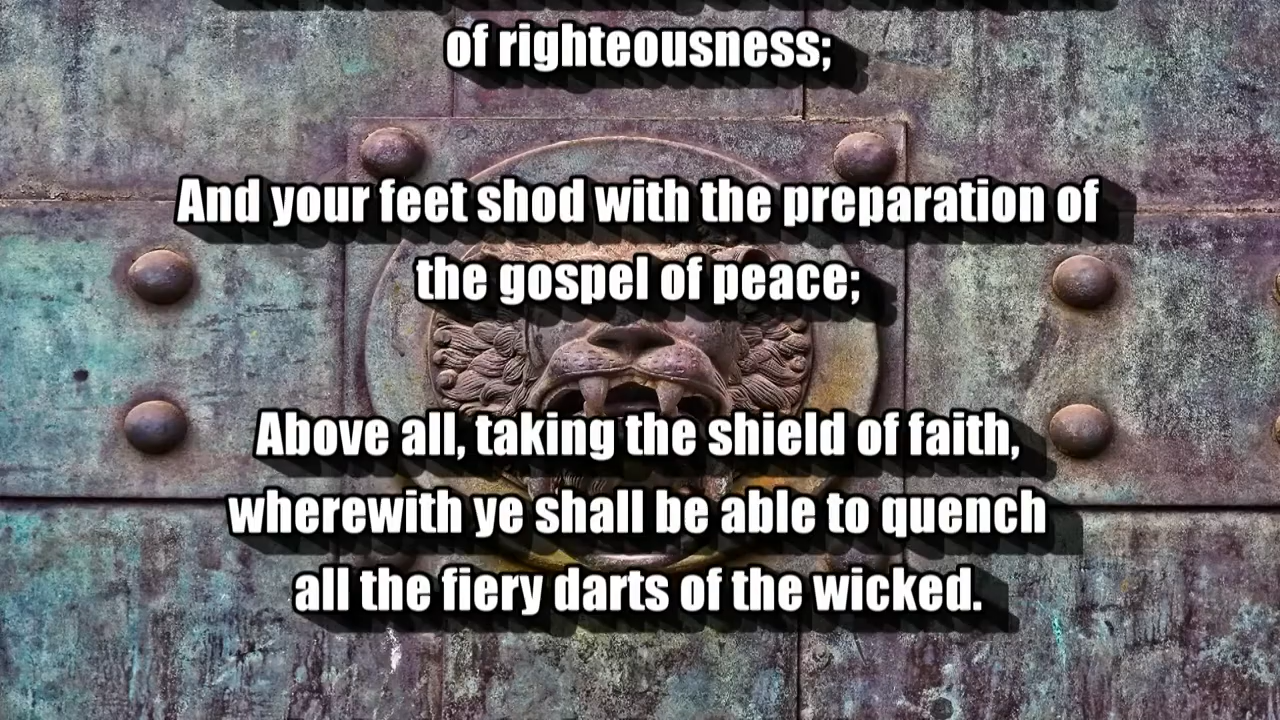 of righteousness;
And your feet shod with the preparation of
the gospel of peace;
Above all, taking the shield of faith,
wherewith ye shall be able to quench
all the fiery darts of the wicked.